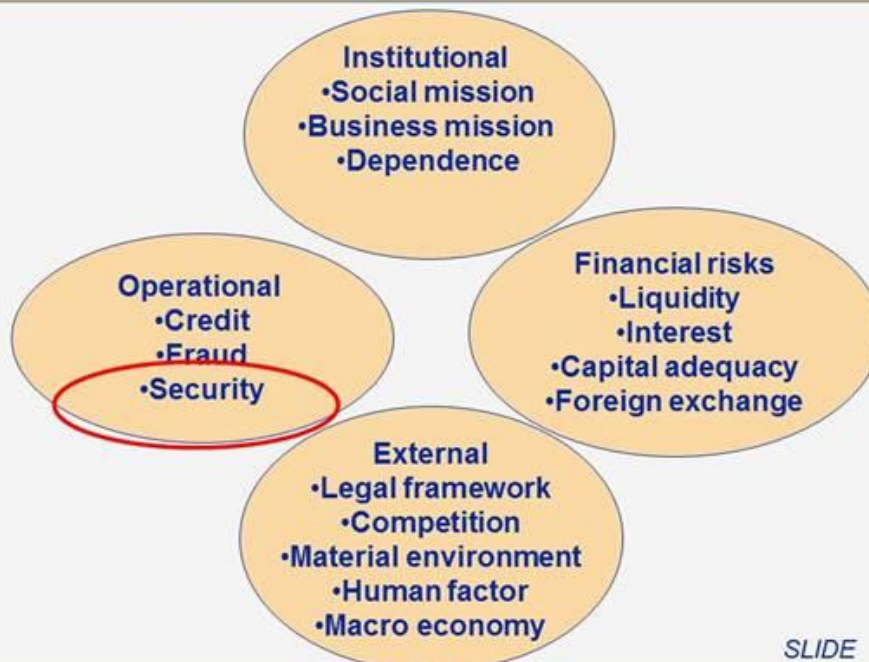 Institutional
•Social mission
•Business mission
•Dependence
Operational
•Credit
•Fraud
•Security
Financial risks
•Liquidity
•Interest
•Capital adequacy
•Foreign exchange
External
•Legal framework
•Competition
•Material environment
•Human factor
•Macro economy
SLIDE